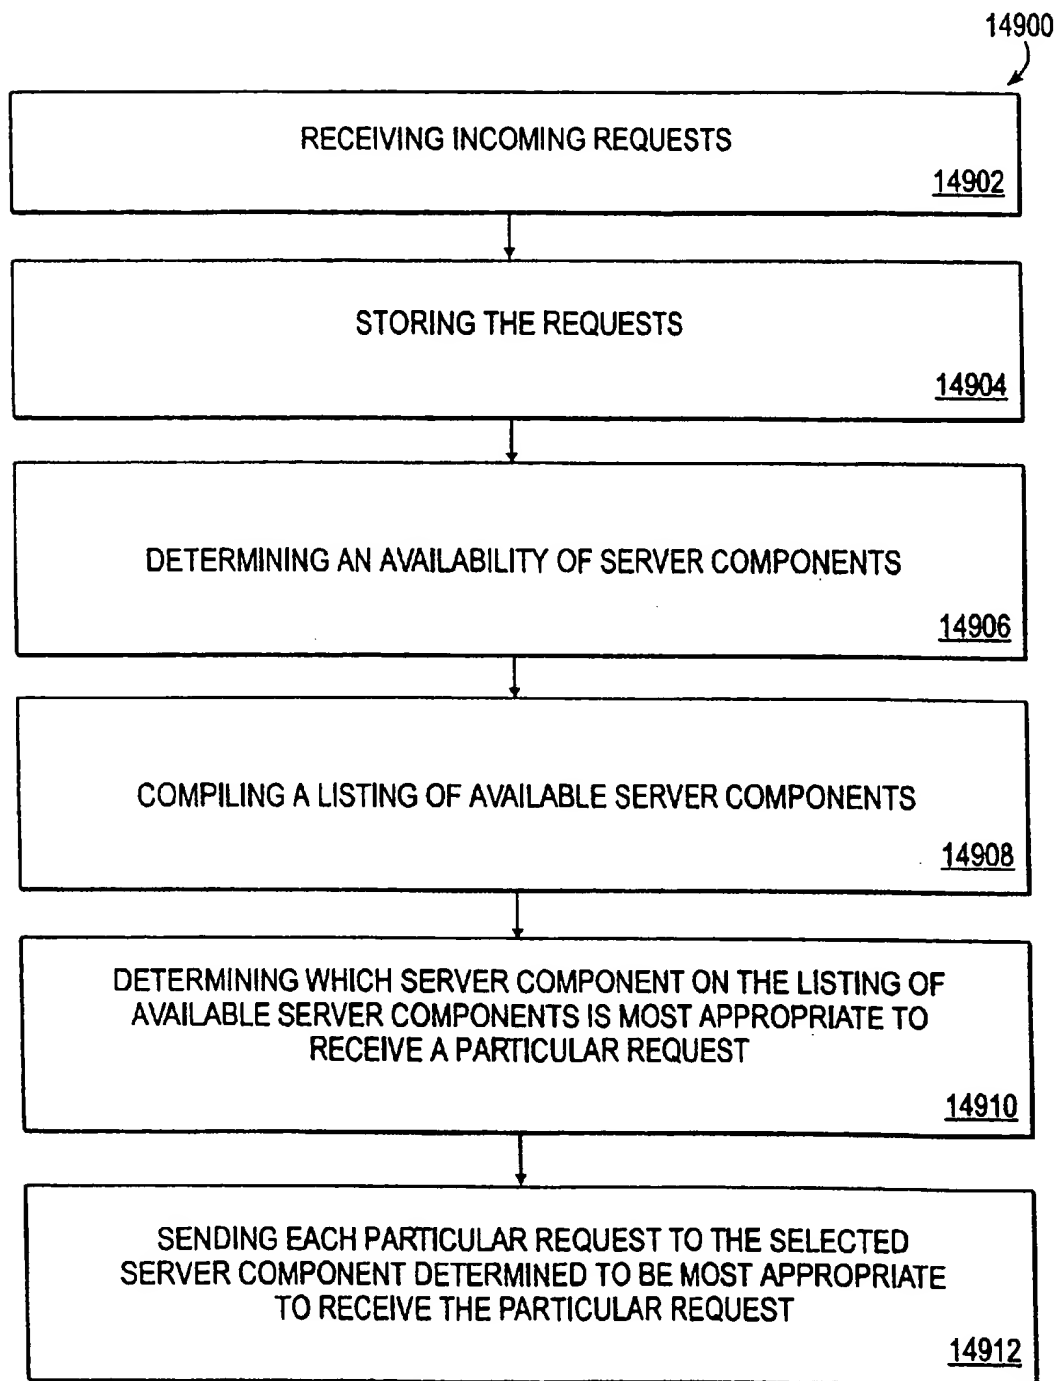 14900
RECEIVING INCOMING REQUESTS
14902
STORING THE REQUESTS
14904
DETERMINING AN AVAILABILITY OF SERVER COMPONENTS
14906
COMPILING A LISTING OF AVAILABLE SERVER COMPONENTS
14908
DETERMINING WHICH SERVER COMPONENT ON THE LISTING OF
AVAILABLE SERVER COMPONENTS IS MOST APPROPRIATE TO
RECEIVE A PARTICULAR REQUEST
14910
SENDING EACH PARTICULAR REQUEST TO THE SELECTED
SERVER COMPONENT DETERMINED TO BE MOST APPROPRIATE
TO RECEIVE THE PARTICULAR REQUEST
14912